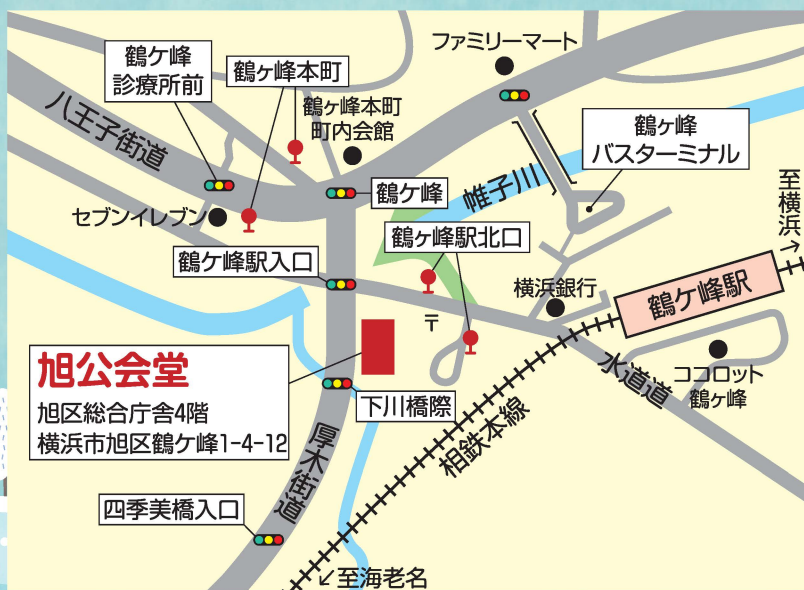 鶴ケ峰
診療所前
鶴ヶ峰本町
ファミリーマート
鶴ヶ峰本町
町内会館
鶴ヶ峰
バスターミナル
八王子街道
セブンイレブン
鶴ケ峰
帷子川
至横浜→
鶴ケ峰駅入口
鶴ヶ峰駅北口
横浜銀行
鶴ケ峰駅
〒
旭公会堂
旭区総合庁舎4階
横浜市旭区鶴ケ峰1-4-12
下川橋際
水道道
ココロット
鶴ヶ峰
相鉄本線
厚木街道
四季美橋入口
↙至海老名